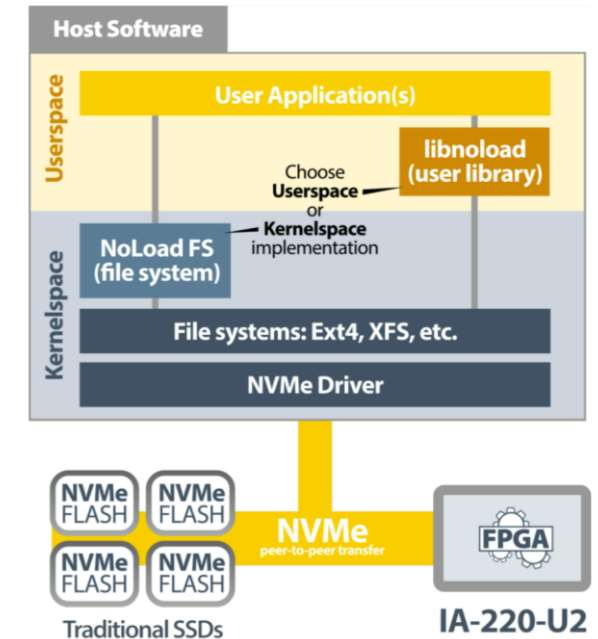 Host Software
Userspace
User Application(s)
libnoload
(user library)
Choose
Userspace
or
Kernelspace
implementation
Kernelspace
NoLoad FS
(file system)
File systems: Ext4, XFS, etc.
NVMe Driver
NVMe
FLASH
NVMe
FLASH
NVMe
FLASH
NVMe
FLASH
NVMe
peer-to-peer transfer
FPGA
Traditional SSDs
IA-220-U2